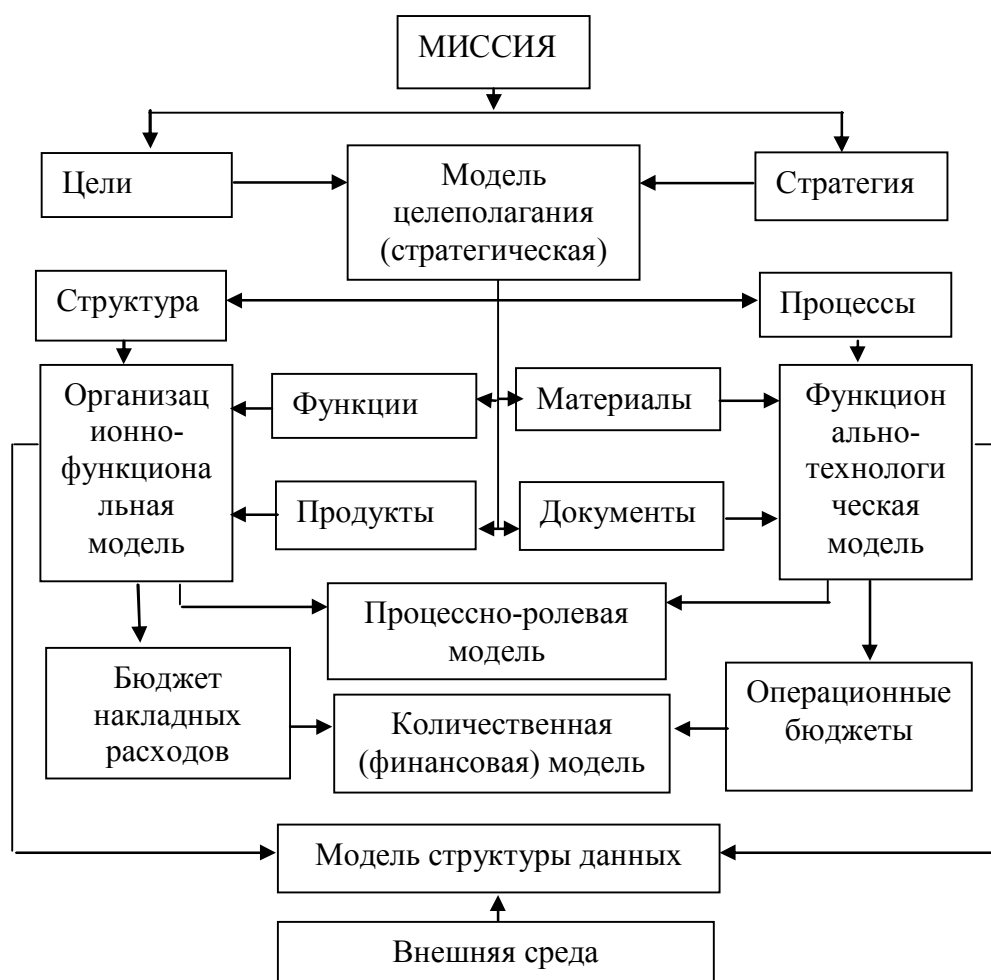 МИССИЯ
Цели
Модель
целеполагания
(стратегическая)
Стратегия
Структура
Процессы
Организац
ионно-
функциона
льная
модель
Функции
Материалы
Функцион
ально-
технологи
ческая
модель
Продукты
Документы
Процессно-ролевая
модель
Бюджет
накладных
расходов
Количественная
(финансовая) модель
Операционные
бюджеты
Модель структуры данных
Внешняя среда